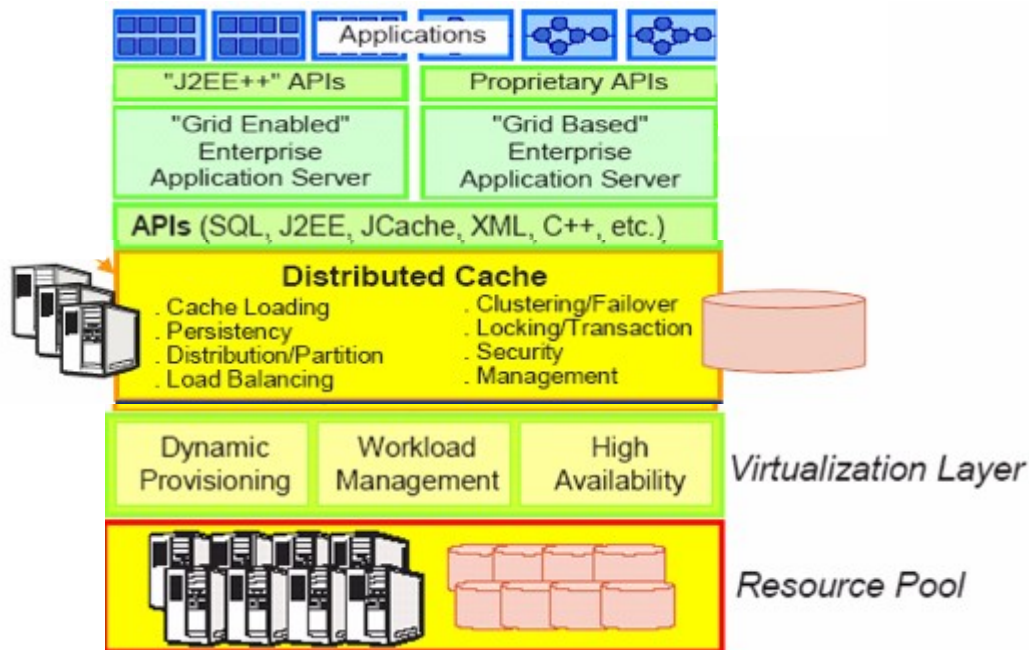 Applications
"J2EE++" APIs
Proprietary APIs
"Grid Enabled"
Enterprise
Application Server
"Grid Based"
Enterprise
Application Server
APIs (SQL, J2EE, JCache, XML, C++, etc.)
Distributed Cache
. Cache Loading
. Persistency
. Distribution/Partition
. Load Balancing
. Clustering/Failover
. Locking/Transaction
. Security
. Management
Dynamic
Provisioning
Workload
Management
High
Availability
Virtualization Layer
Resource Pool